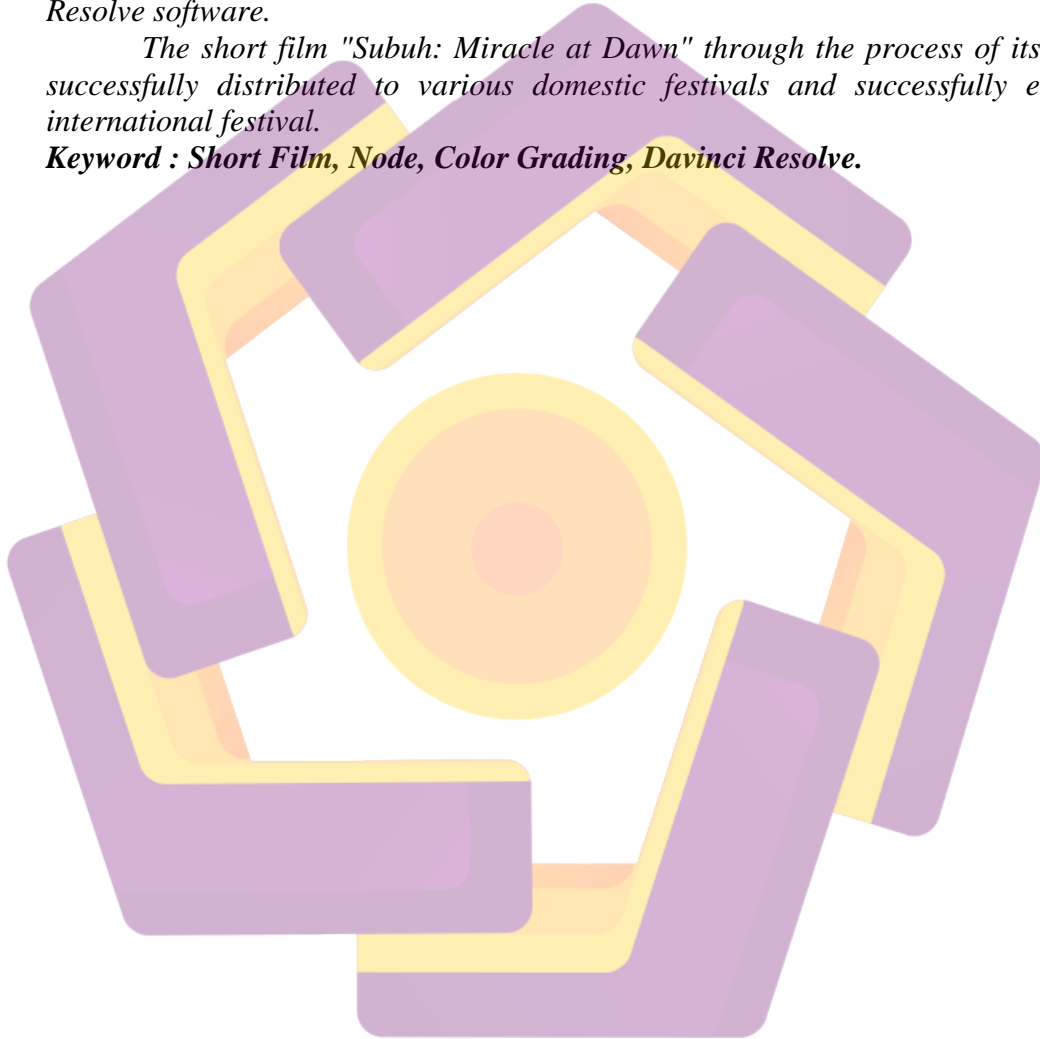 Resolve software.
The short film "Subuh: Miracle at Dawn" through the process of its
successfully distributed to various domestic festivals and successfully e
international festival.
Keyword : Short Film, Node, Color Grading, Davinci Resolve.